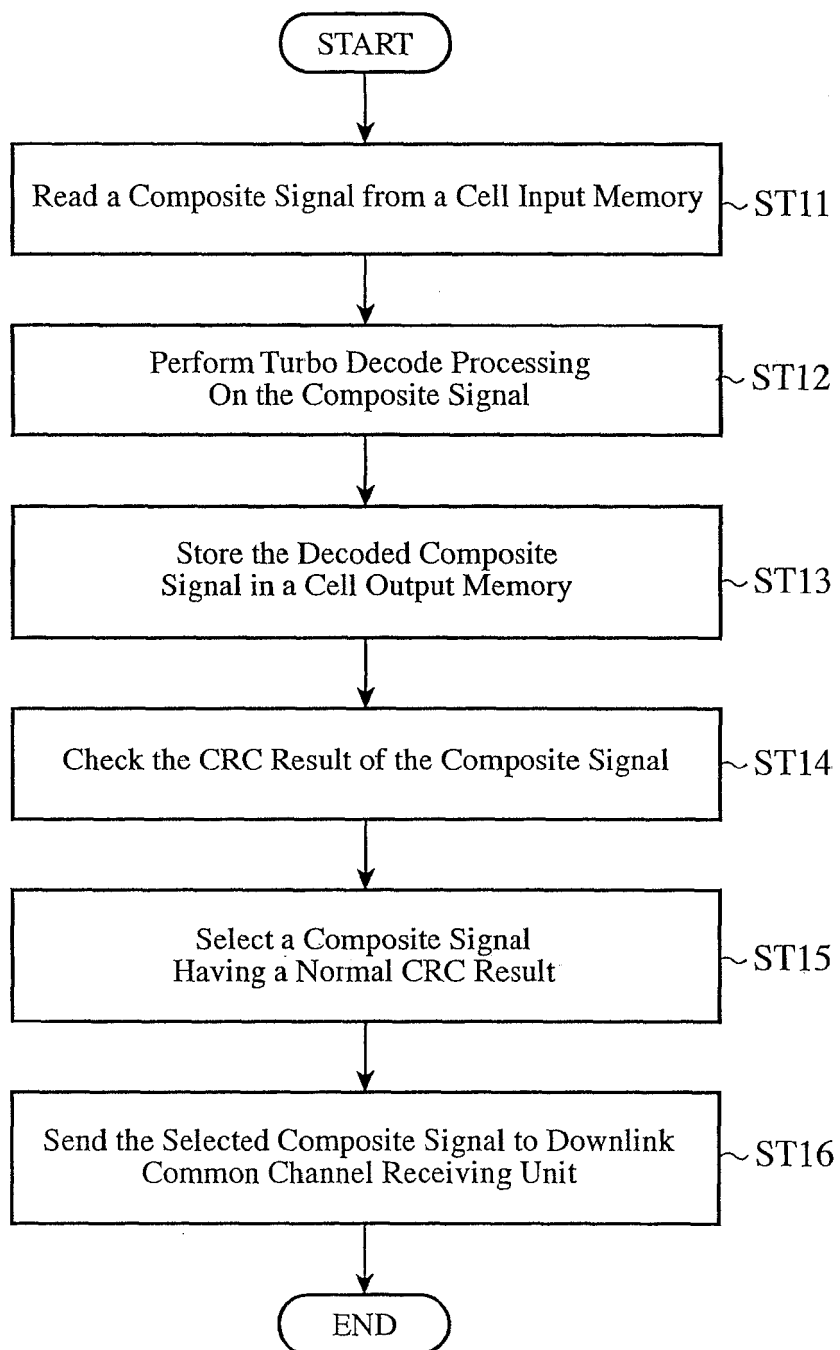 START
Read a Composite Signal from a Cell Input Memory
ST11
Perform Turbo Decode Processing
On the Composite Signal
ST12
Store the Decoded Composite
Signal in a Cell Output Memory
ST13
Check the CRC Result of the Composite Signal
ST14
Select a Composite Signal
Having a Normal CRC Result
ST15
Send the Selected Composite Signal to Downlink
Common Channel Receiving Unit
ST16
END